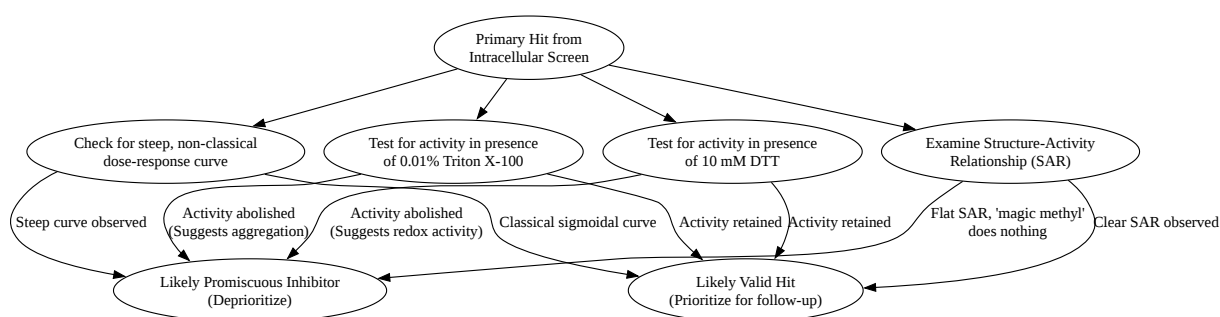 Primary Hit from
Intracellular Screen
Check for steep, non-classical
dose-response curve
Test for activity in presence
of 0.01% Triton X-100
Test for activity in presence
of 10 mM DTT
Examine Structure-Activity
Relationship (SAR)
Steep curve observed
Activity abolished
(Suggests aggregation)
Activity abolished
(Suggests redox activity)
Classical sigmoidal curve
Activity retained
Activity retained
Flat SAR, 'magic methyl'
does nothing
Clear SAR observed
Likely Promiscuous Inhibitor
(Deprioritize)
Likely Valid Hit
(Prioritize for follow-up)